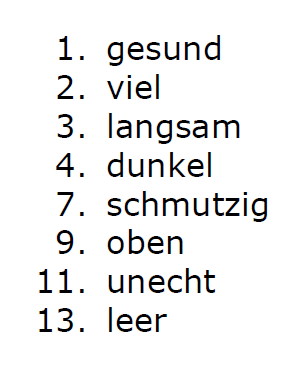 1. gesund
2. viel
3. langsam
4. dunkel
7. schmutzig
9. oben
11. unecht
13. leer